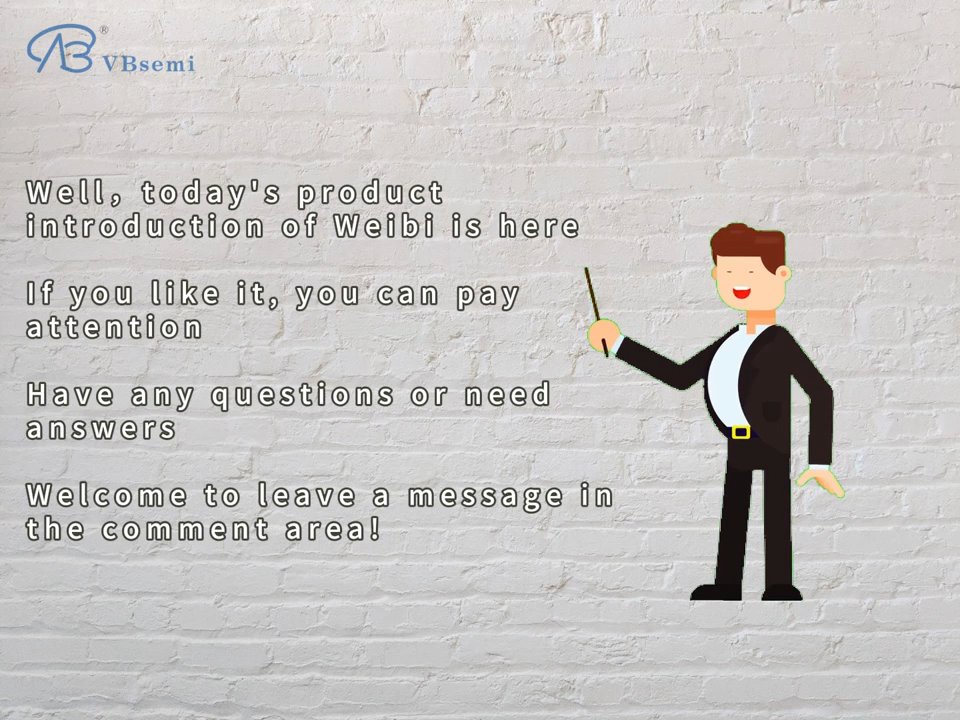 VBsemi
Well, today's product
introduction of Weibi is here
If you like it, you can pay
attention
Have any questions or need
answers
Welcome to leave a message in
the comment area!